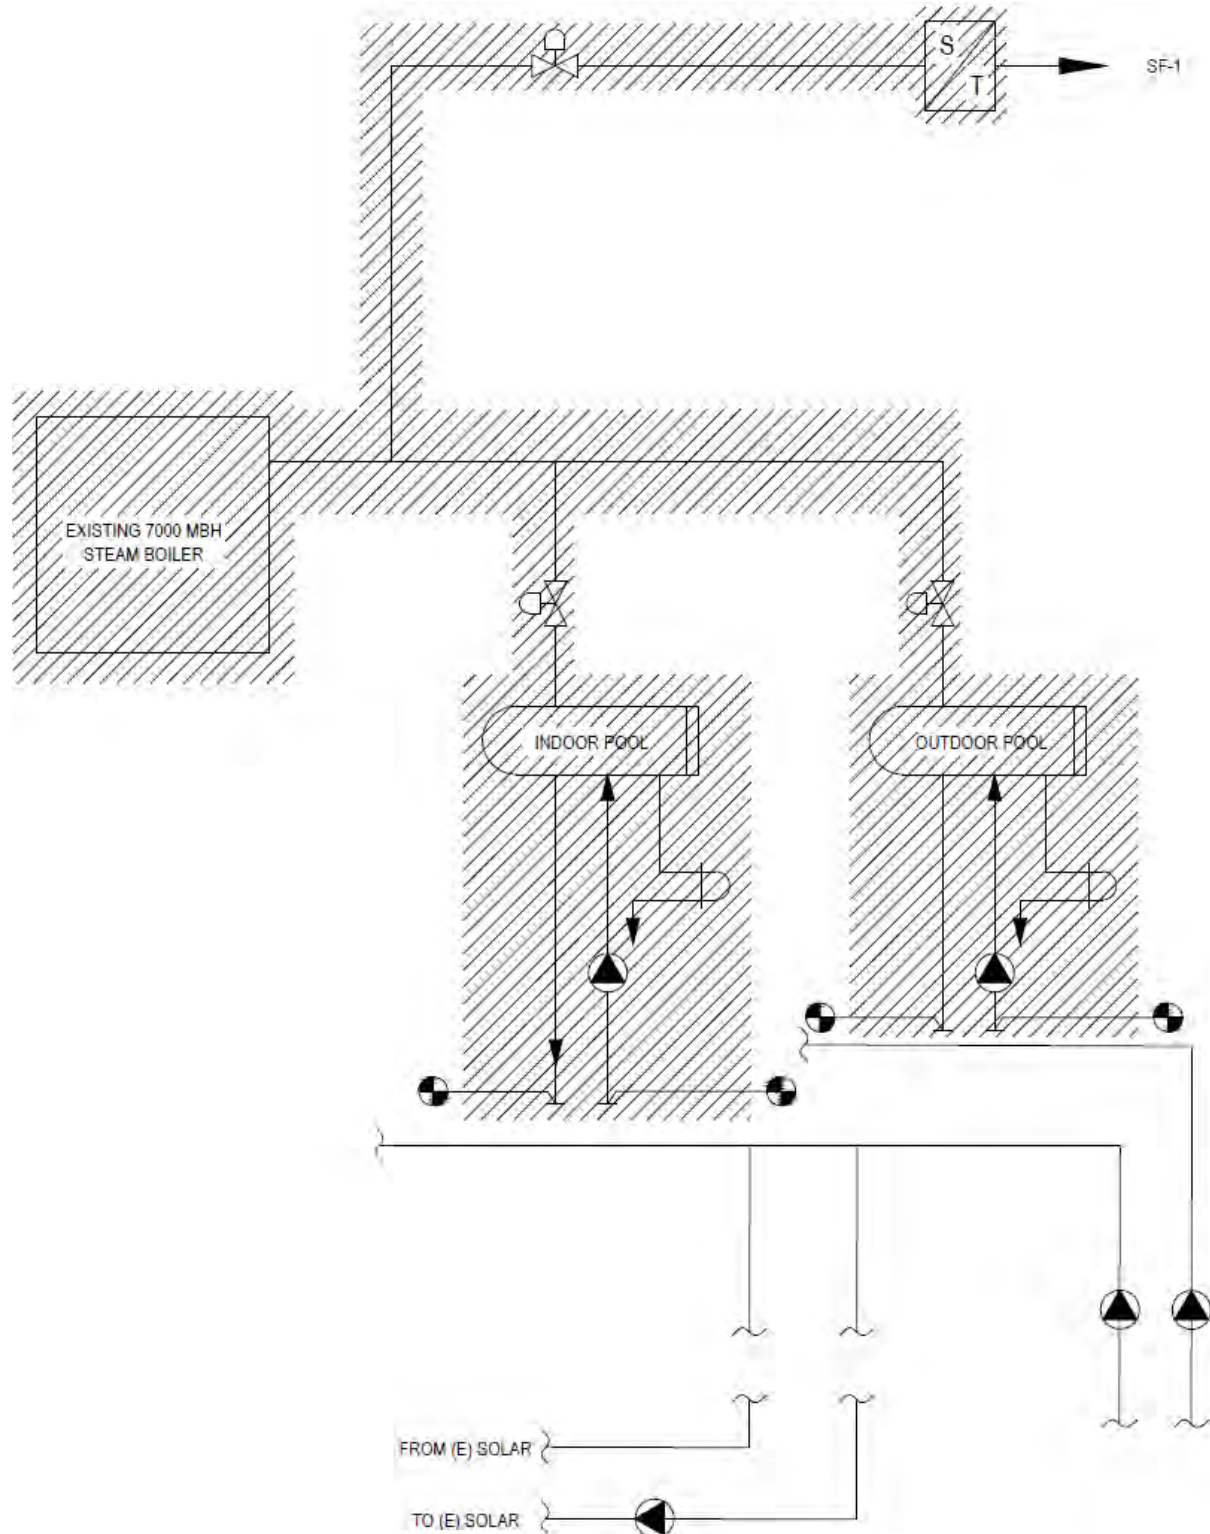 S
T
SF-1
EXISTING 7000 MBH
STEAM BOILER
INDOOR POOL
OUTDOOR POOL
FROM (E) SOLAR
TO (E) SOLAR